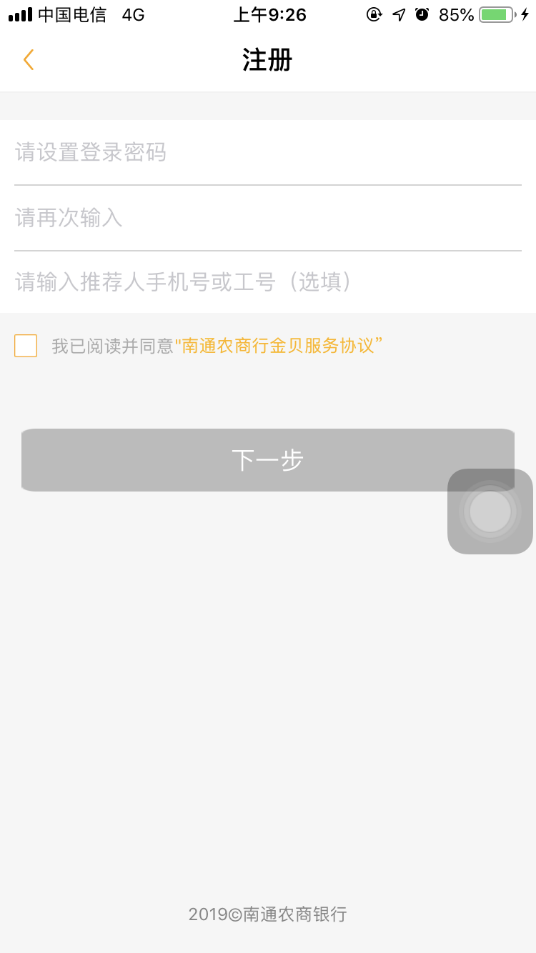 中国电信 4G 上午9:26 85%
注册
请设置登录密码
请再次输入
请输入推荐人手机号或工号（选填）
我已阅读并同意"南通农商行金贝服务协议”
下一步
2019©南通农商银行